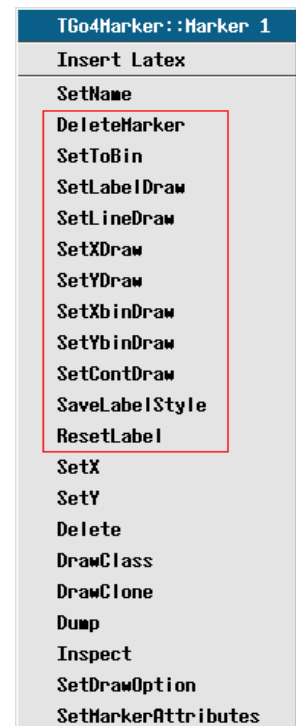 TGo4Marker::Marker 1
Insert Latex
SetName
DeleteMarker
SetToBin
SetLabelDraw
SetLineDraw
SetXDraw
SetYDraw
SetXbinDraw
SetYbinDraw
SetContDraw
SaveLabelStyle
ResetLabel
SetX
SetY
Delete
DrawClass
DrawClone
Dump
Inspect
SetDrawOption
SetMarkerAttributes